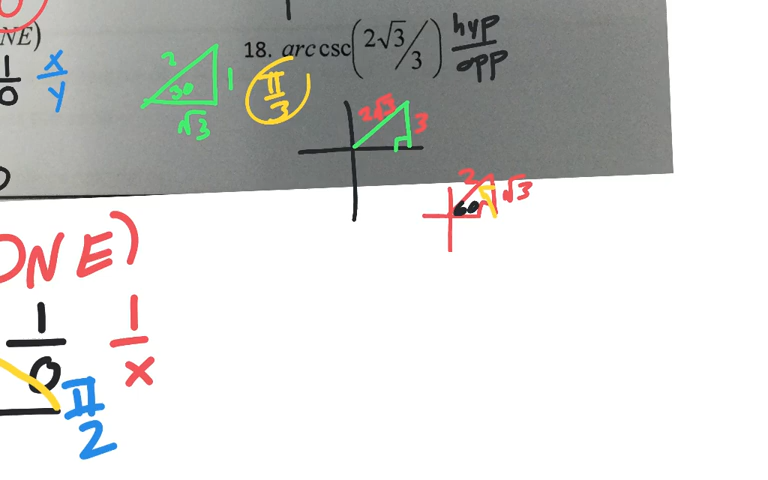 NE)
1/0 x/y
18. arc csc(2√3/3) hyp/opp
2 30 1 √3
π/3
2√3 3
2 √3 60
ONE)
1/0 1/x
π/2